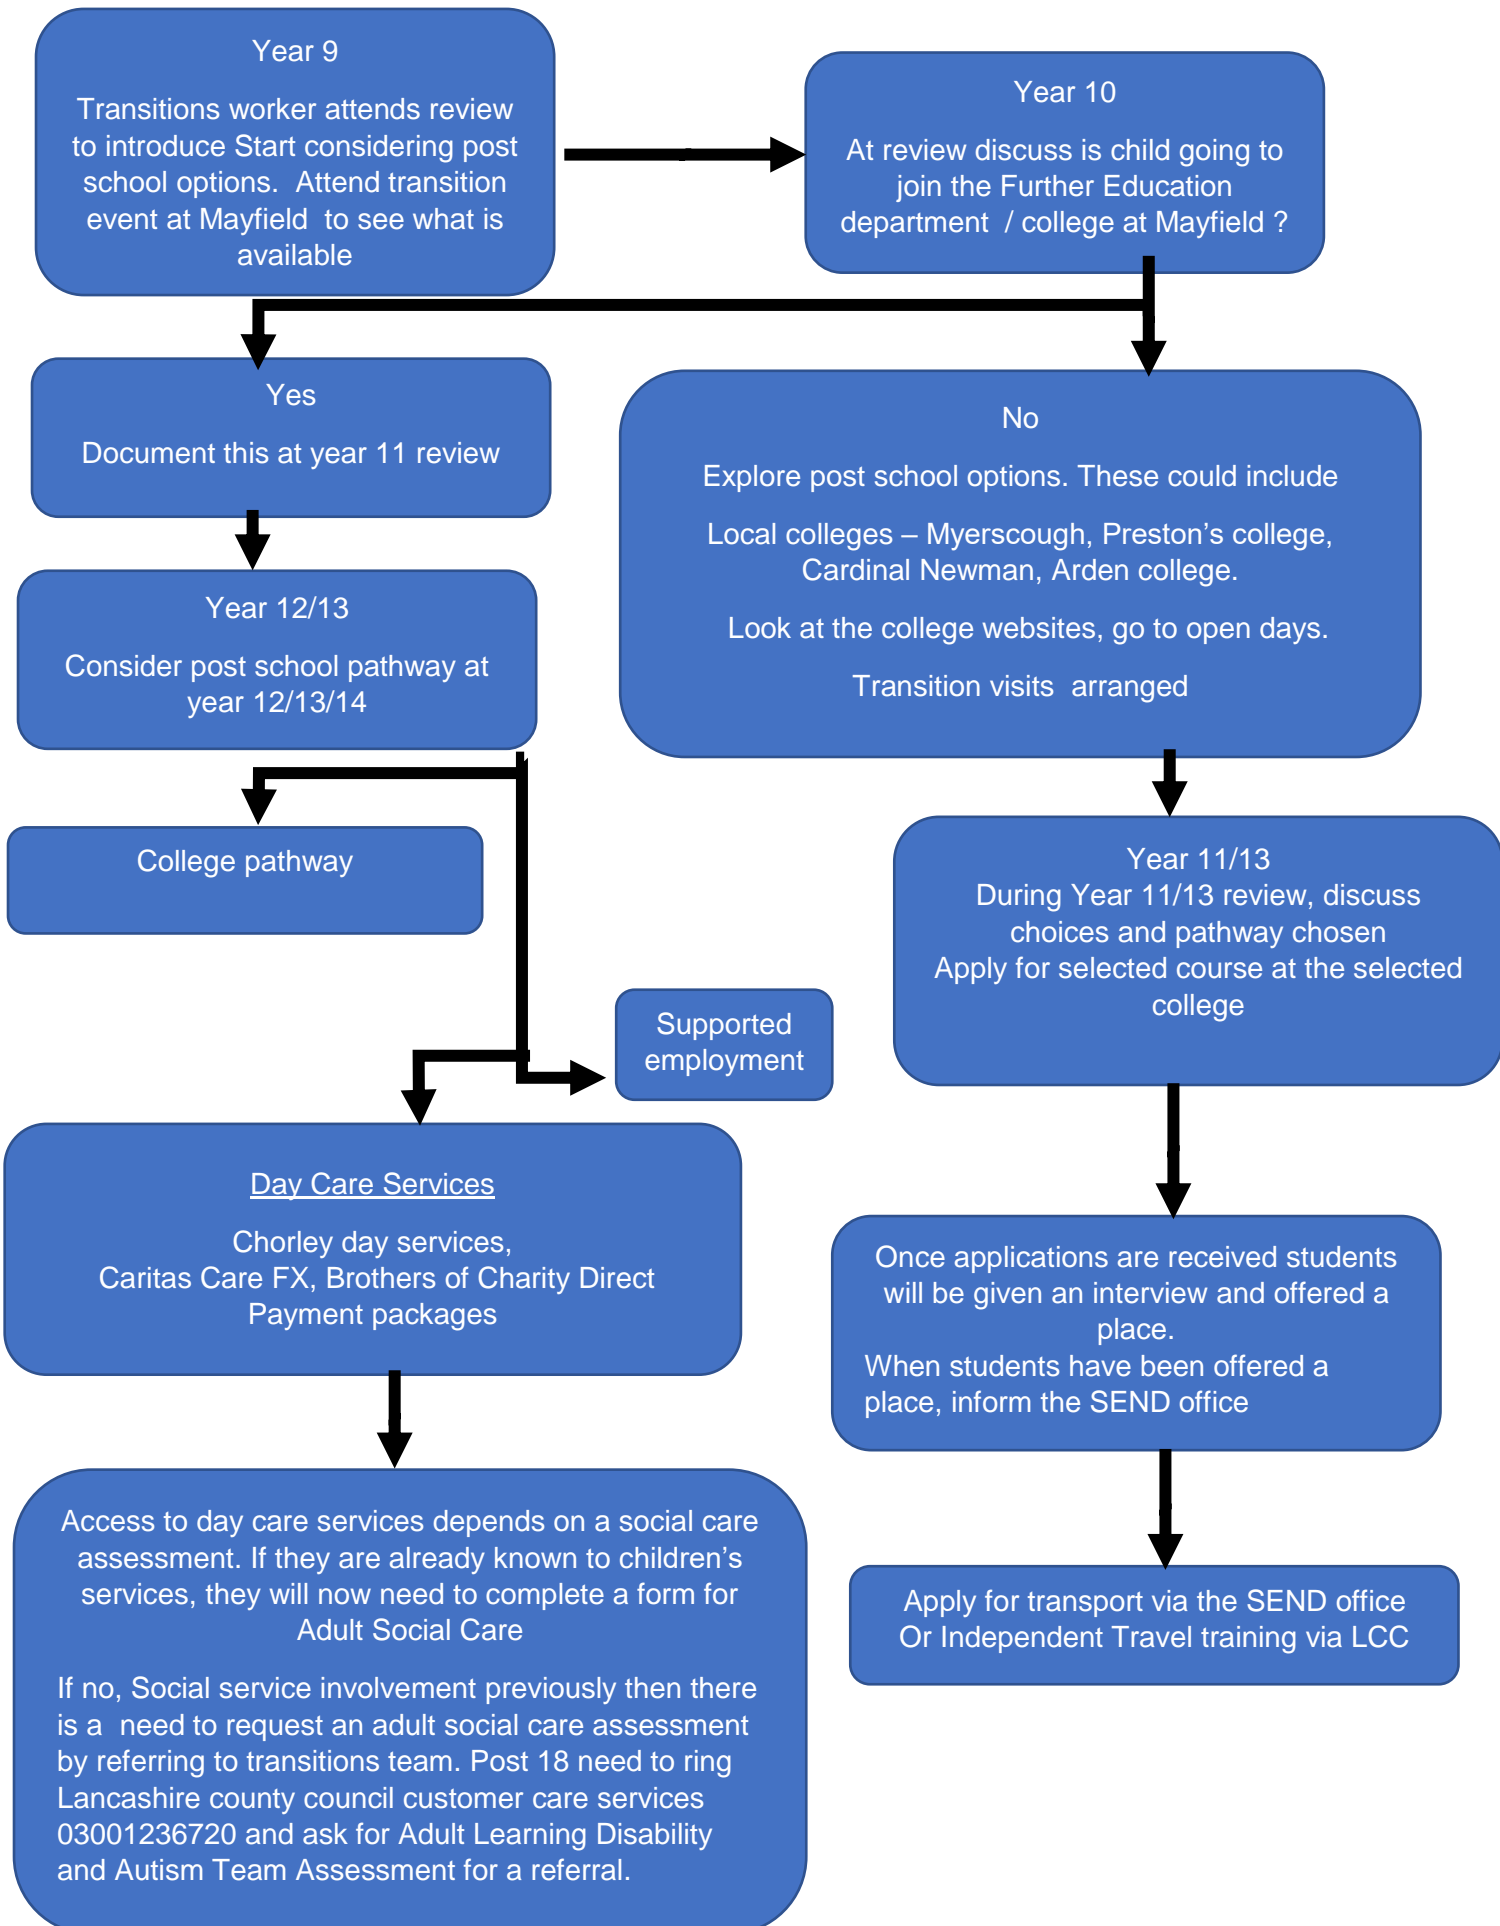 Year 9
Transitions worker attends review
to introduce Start considering post
school options.  Attend transition
event at Mayfield  to see what is
available
Year 10
At review discuss is child going to
join the Further Education
department  / college at Mayfield ?
Yes
Document this at year 11 review
No
Explore post school options. These could include
Local colleges – Myerscough, Preston’s college,
Cardinal Newman, Arden college.
Look at the college websites, go to open days.
Transition visits  arranged
Year 12/13
Consider post school pathway at
year 12/13/14
College pathway
Year 11/13
During Year 11/13 review, discuss
choices and pathway chosen
Apply for selected course at the selected
college
Supported
employment
Day Care Services
Chorley day services,
Caritas Care FX, Brothers of Charity Direct
Payment packages
Once applications are received students
will be given an interview and offered a
place.
When students have been offered a
place, inform the SEND office
Access to day care services depends on a social care
assessment. If they are already known to children’s
services, they will now need to complete a form for
Adult Social Care
If no, Social service involvement previously then there
is a  need to request an adult social care assessment
by referring to transitions team. Post 18 need to ring
Lancashire county council customer care services
03001236720 and ask for Adult Learning Disability
and Autism Team Assessment for a referral.
Apply for transport via the SEND office
Or Independent Travel training via LCC